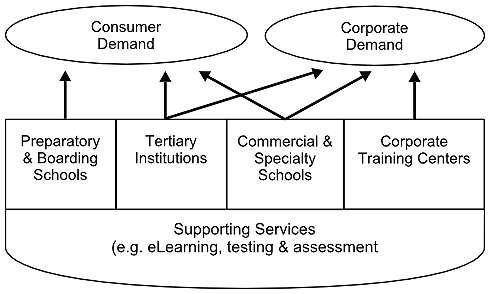 Consumer
Demand
Corporate
Demand
Preparatory
& Boarding
Schools
Tertiary
Institutions
Commercial &
Specialty
Schools
Corporate
Training Centers
Supporting Services
(e.g. eLearning, testing & assessment